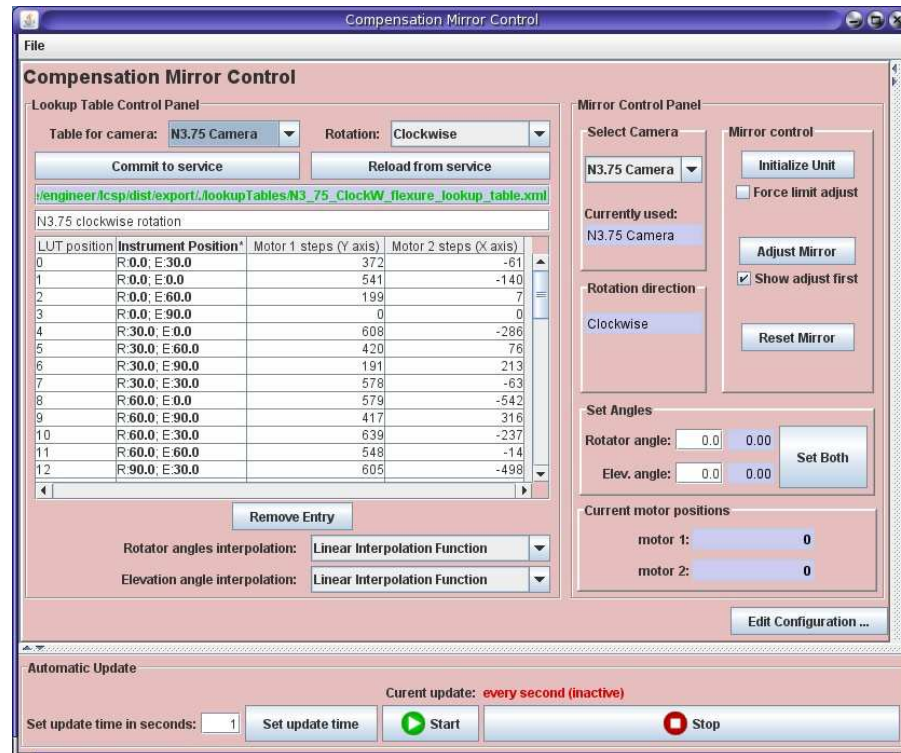 Compensation Mirror Control
File
Compensation Mirror Control
Lookup Table Control Panel
Table for camera: N3.75 Camera Rotation: Clockwise
Commit to service Reload from service
/engineer/lcsp/dist/export/./lookupTables/N3_75_ClockW_flexure_lookup_table.xml
N3.75 clockwise rotation
LUT position Instrument Position* Motor 1 steps (Y axis) Motor 2 steps (X axis)
0 R:0.0; E:30.0 372 -61
1 R:0.0; E:0.0 541 -140
2 R:0.0; E:60.0 199 7
3 R:0.0; E:90.0 0 0
4 R:30.0; E:0.0 608 -286
5 R:30.0; E:60.0 420 76
6 R:30.0; E:90.0 191 213
7 R:30.0; E:30.0 578 -63
8 R:60.0; E:0.0 579 -542
9 R:60.0; E:90.0 417 316
10 R:60.0; E:30.0 639 -237
11 R:60.0; E:60.0 548 -14
12 R:90.0; E:30.0 605 -498
Remove Entry
Rotator angles interpolation: Linear Interpolation Function
Elevation angle interpolation: Linear Interpolation Function
Mirror Control Panel
Select Camera
N3.75 Camera
Currently used:
N3.75 Camera
Rotation direction
Clockwise
Mirror control
Initialize Unit
Force limit adjust
Adjust Mirror
Show adjust first
Reset Mirror
Set Angles
Rotator angle: 0.0 0.00
Elev. angle: 0.0 0.00
Set Both
Current motor positions
motor 1: 0
motor 2: 0
Edit Configuration ...
Automatic Update
Curent update: every second (inactive)
Set update time in seconds: 1 Set update time Start Stop